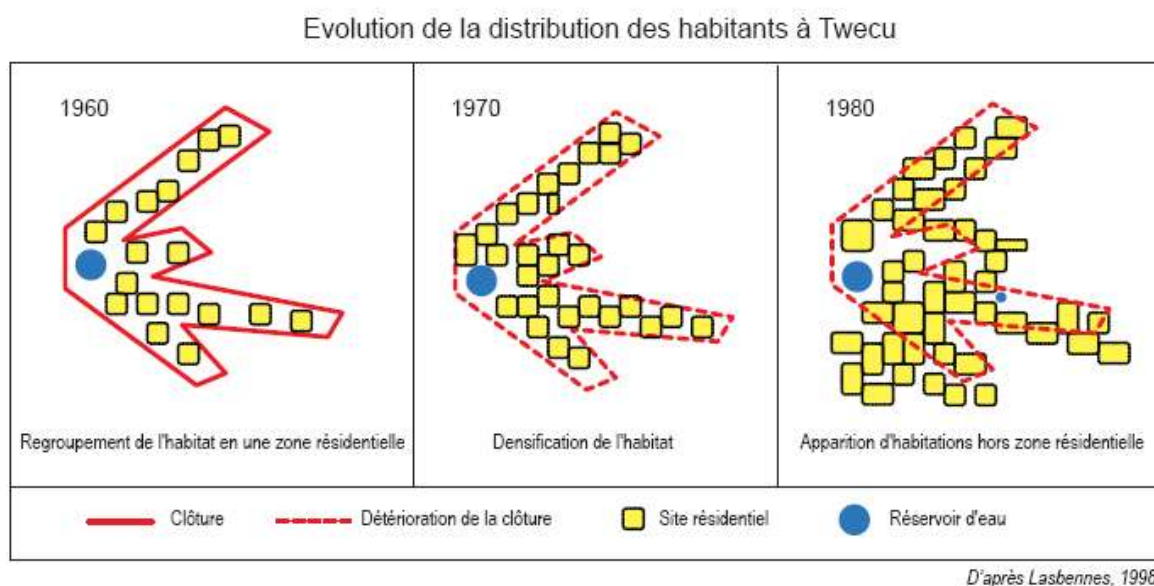 Evolution de la distribution des habitants à Twecu
1960
1970
1980
Regroupement de l'habitat en une zone résidentielle
Densification de l'habitat
Apparition d'habitations hors zone résidentielle
Clôture
Détérioration de la clôture
Site résidentiel
Réservoir d'eau
D'après Lasbennes, 1998